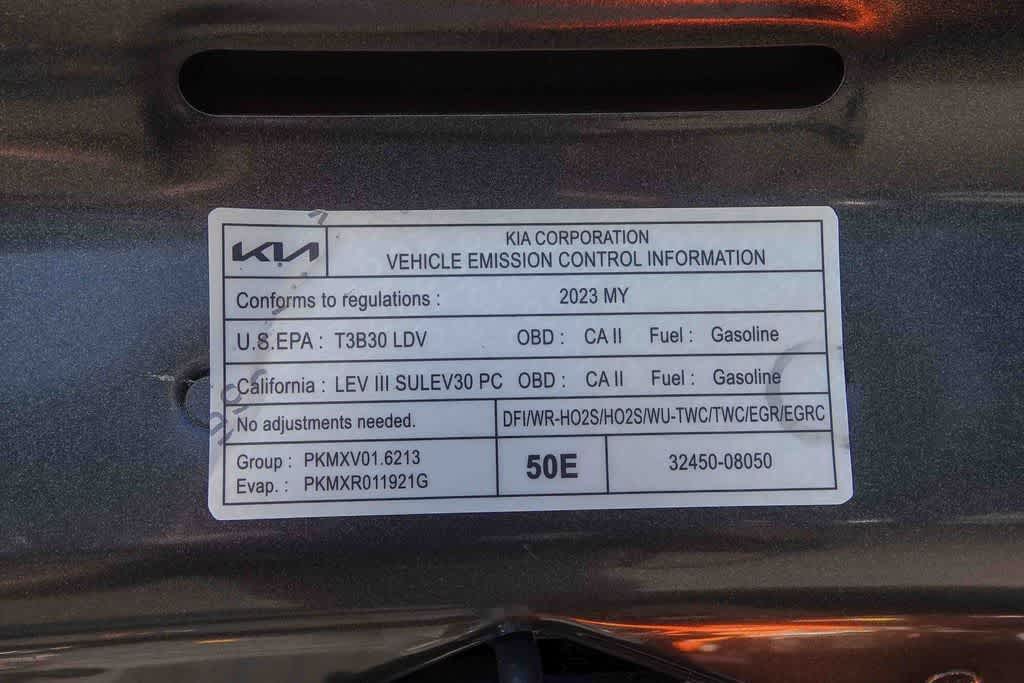 KIA
KIA CORPORATION
VEHICLE EMISSION CONTROL INFORMATION
Conforms to regulations : 2023 MY
U.S.EPA : T3B30 LDV OBD : CA II Fuel : Gasoline
California : LEV III SULEV30 PC OBD : CA II Fuel : Gasoline
No adjustments needed. DFI/WR-HO2S/HO2S/WU-TWC/TWC/EGR/EGRC
Group : PKMXV01.6213
Evap. : PKMXR011921G
50E
32450-08050